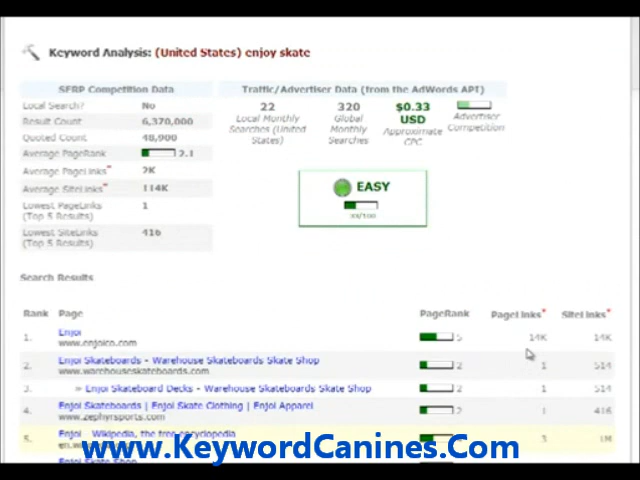 Keyword Analysis: (United States) enjoy skate
SERP Competition Data
Traffic/Advertiser Data (from the AdWords API)
Local Search? No
Result Count 6,370,000
Quoted Count 48,900
Average PageRank 2.1
Average PageLinks* 2K
Average SiteLinks* 114K
Lowest PageLinks 1
(Top 5 Results)
Lowest SiteLinks 416
(Top 5 Results)
22
Local Monthly
Searches (United
States)
320
Global
Monthly
Searches
$0.33
USD
Approximate
CPC
Advertiser
Competition
EASY
Search Results
Rank Page PageRank PageLinks* SiteLinks*
1. Enjoi 5 14K 14K
www.enjoico.com
2. Enjoi Skateboards - Warehouse Skateboards Skate Shop 2 1 514
www.warehouseskateboards.com
3. » Enjoi Skateboard Decks - Warehouse Skateboards Skate Shop 2 1 514
4. Enjoi Skateboards | Enjoi Skate Clothing | Enjoi Apparel 2 1 416
www.zephyrsports.com
5. Enjoi - Wikipedia, the free encyclopedia 3 1M
www.KeywordCanines.Com
Enjoi Skate Shop